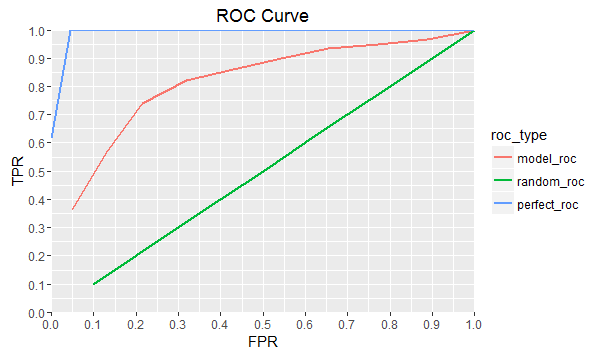 ROC Curve
TPR
1.0
0.9
0.8
0.7
0.6
0.5
0.4
0.3
0.2
0.1
0.0
0.0 0.1 0.2 0.3 0.4 0.5 0.6 0.7 0.8 0.9 1.0
FPR
roc_type
model_roc
random_roc
perfect_roc